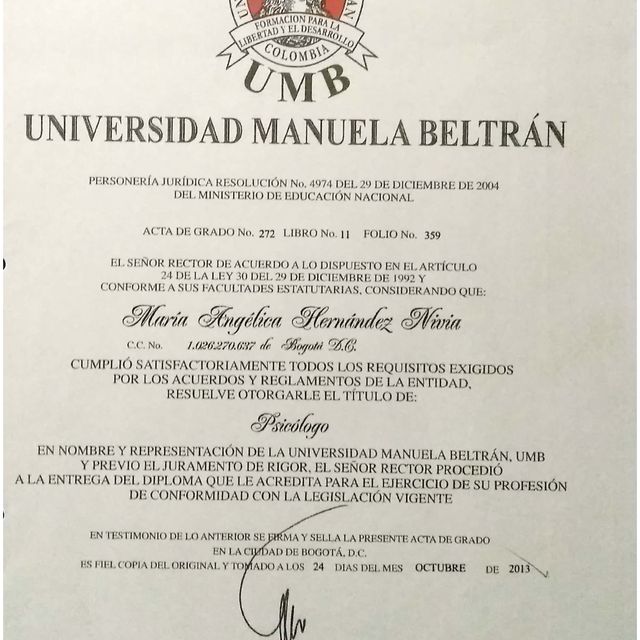 FORMACION PARA LA
LIBERTAD Y EL DESARROLLO
COLOMBIA
UMB
UNIVERSIDAD MANUELA BELTRÁN
PERSONERÍA JURÍDICA RESOLUCIÓN No. 4974 DEL 29 DE DICIEMBRE DE 2004
DEL MINISTERIO DE EDUCACIÓN NACIONAL
ACTA DE GRADO No. 272 LIBRO No. 11 FOLIO No. 359
EL SEÑOR RECTOR DE ACUERDO A LO DISPUESTO EN EL ARTÍCULO
24 DE LA LEY 30 DEL 29 DE DICIEMBRE DE 1992 Y
CONFORME A SUS FACULTADES ESTATUTARIAS, CONSIDERANDO QUE:
María Angélica Hernández Nivia
C.C. No. 1.026.270.637 de Bogotá D.C.
CUMPLIÓ SATISFACTORIAMENTE TODOS LOS REQUISITOS EXIGIDOS
POR LOS ACUERDOS Y REGLAMENTOS DE LA ENTIDAD,
RESUELVE OTORGARLE EL TÍTULO DE:
Psicólogo
EN NOMBRE Y REPRESENTACIÓN DE LA UNIVERSIDAD MANUELA BELTRÁN, UMB
Y PREVIO EL JURAMENTO DE RIGOR, EL SEÑOR RECTOR PROCEDIÓ
A LA ENTREGA DEL DIPLOMA QUE LE ACREDITA PARA EL EJERCICIO DE SU PROFESIÓN
DE CONFORMIDAD CON LA LEGISLACIÓN VIGENTE
EN TESTIMONIO DE LO ANTERIOR SE FIRMA Y SELLA LA PRESENTE ACTA DE GRADO
EN LA CIUDAD DE BOGOTÁ, D.C.
ES FIEL COPIA DEL ORIGINAL Y TOMADO A LOS 24 DIAS DEL MES OCTUBRE DE 2013